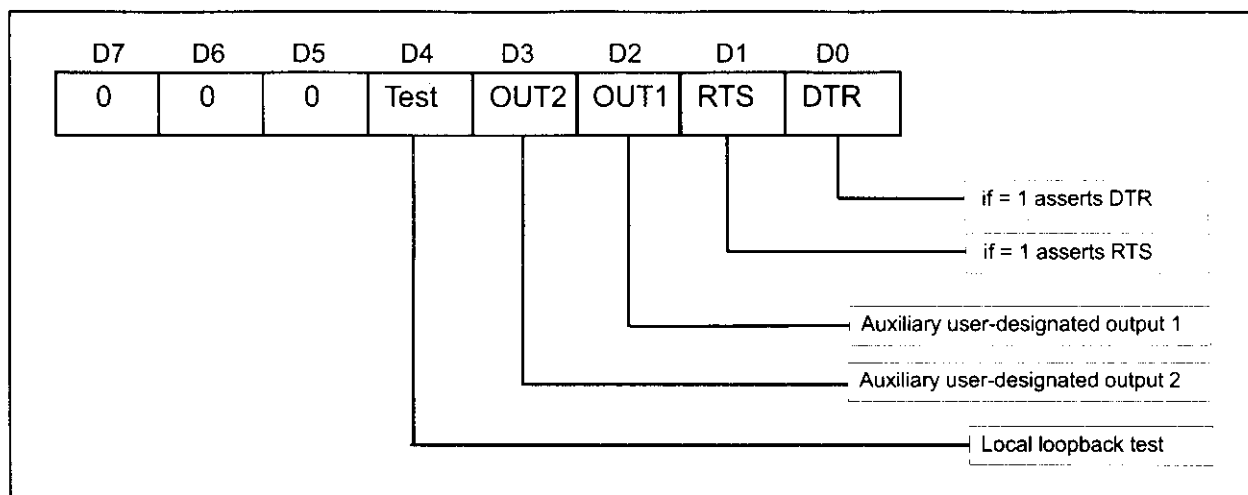 D7 D6 D5 D4 D3 D2 D1 D0
0 0 0 Test OUT2 OUT1 RTS DTR
if = 1 asserts DTR
if = 1 asserts RTS
Auxiliary user-designated output 1
Auxiliary user-designated output 2
Local loopback test